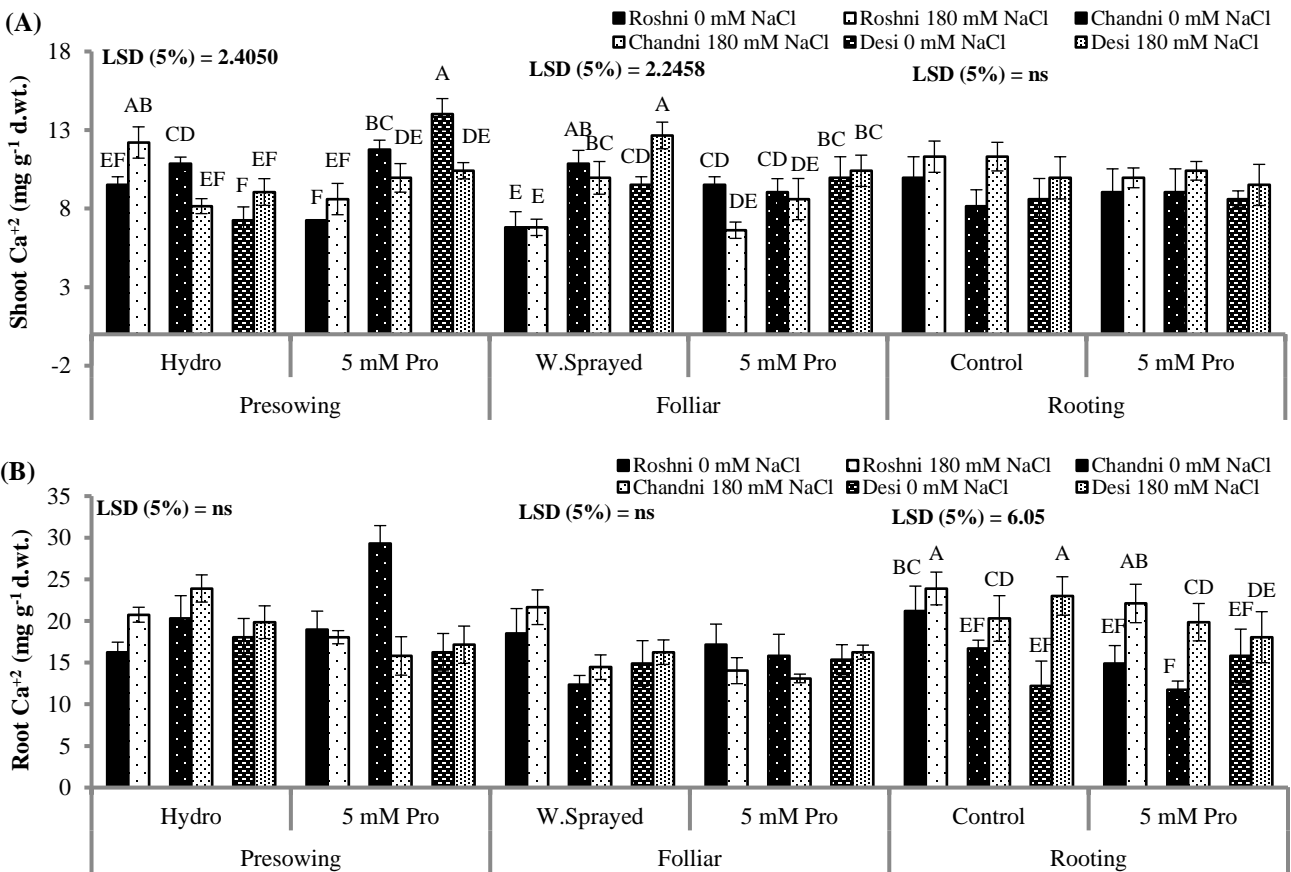 (A)
Roshni 0 mM NaCl Roshni 180 mM NaCl Chandni 0 mM NaCl
Chandni 180 mM NaCl Desi 0 mM NaCl Desi 180 mM NaCl
LSD (5%) = 2.4050
LSD (5%) = 2.2458
LSD (5%) = ns
Shoot Ca+2 (mg g-1 d.wt.)
18
13
8
3
-2
EF AB CD EF F EF
F EF BC DE A DE
E E AB BC CD A
CD DE CD DE BC BC
Hydro 5 mM Pro W.Sprayed 5 mM Pro Control 5 mM Pro
Presowing Folliar Rooting
(B)
Roshni 0 mM NaCl Roshni 180 mM NaCl Chandni 0 mM NaCl
Chandni 180 mM NaCl Desi 0 mM NaCl Desi 180 mM NaCl
LSD (5%) = ns
LSD (5%) = ns
LSD (5%) = 6.05
Root Ca+2 (mg g-1 d.wt.)
35
30
25
20
15
10
5
0
BC A EF CD EF A
EF AB F CD EF DE
Hydro 5 mM Pro W.Sprayed 5 mM Pro Control 5 mM Pro
Presowing Folliar Rooting